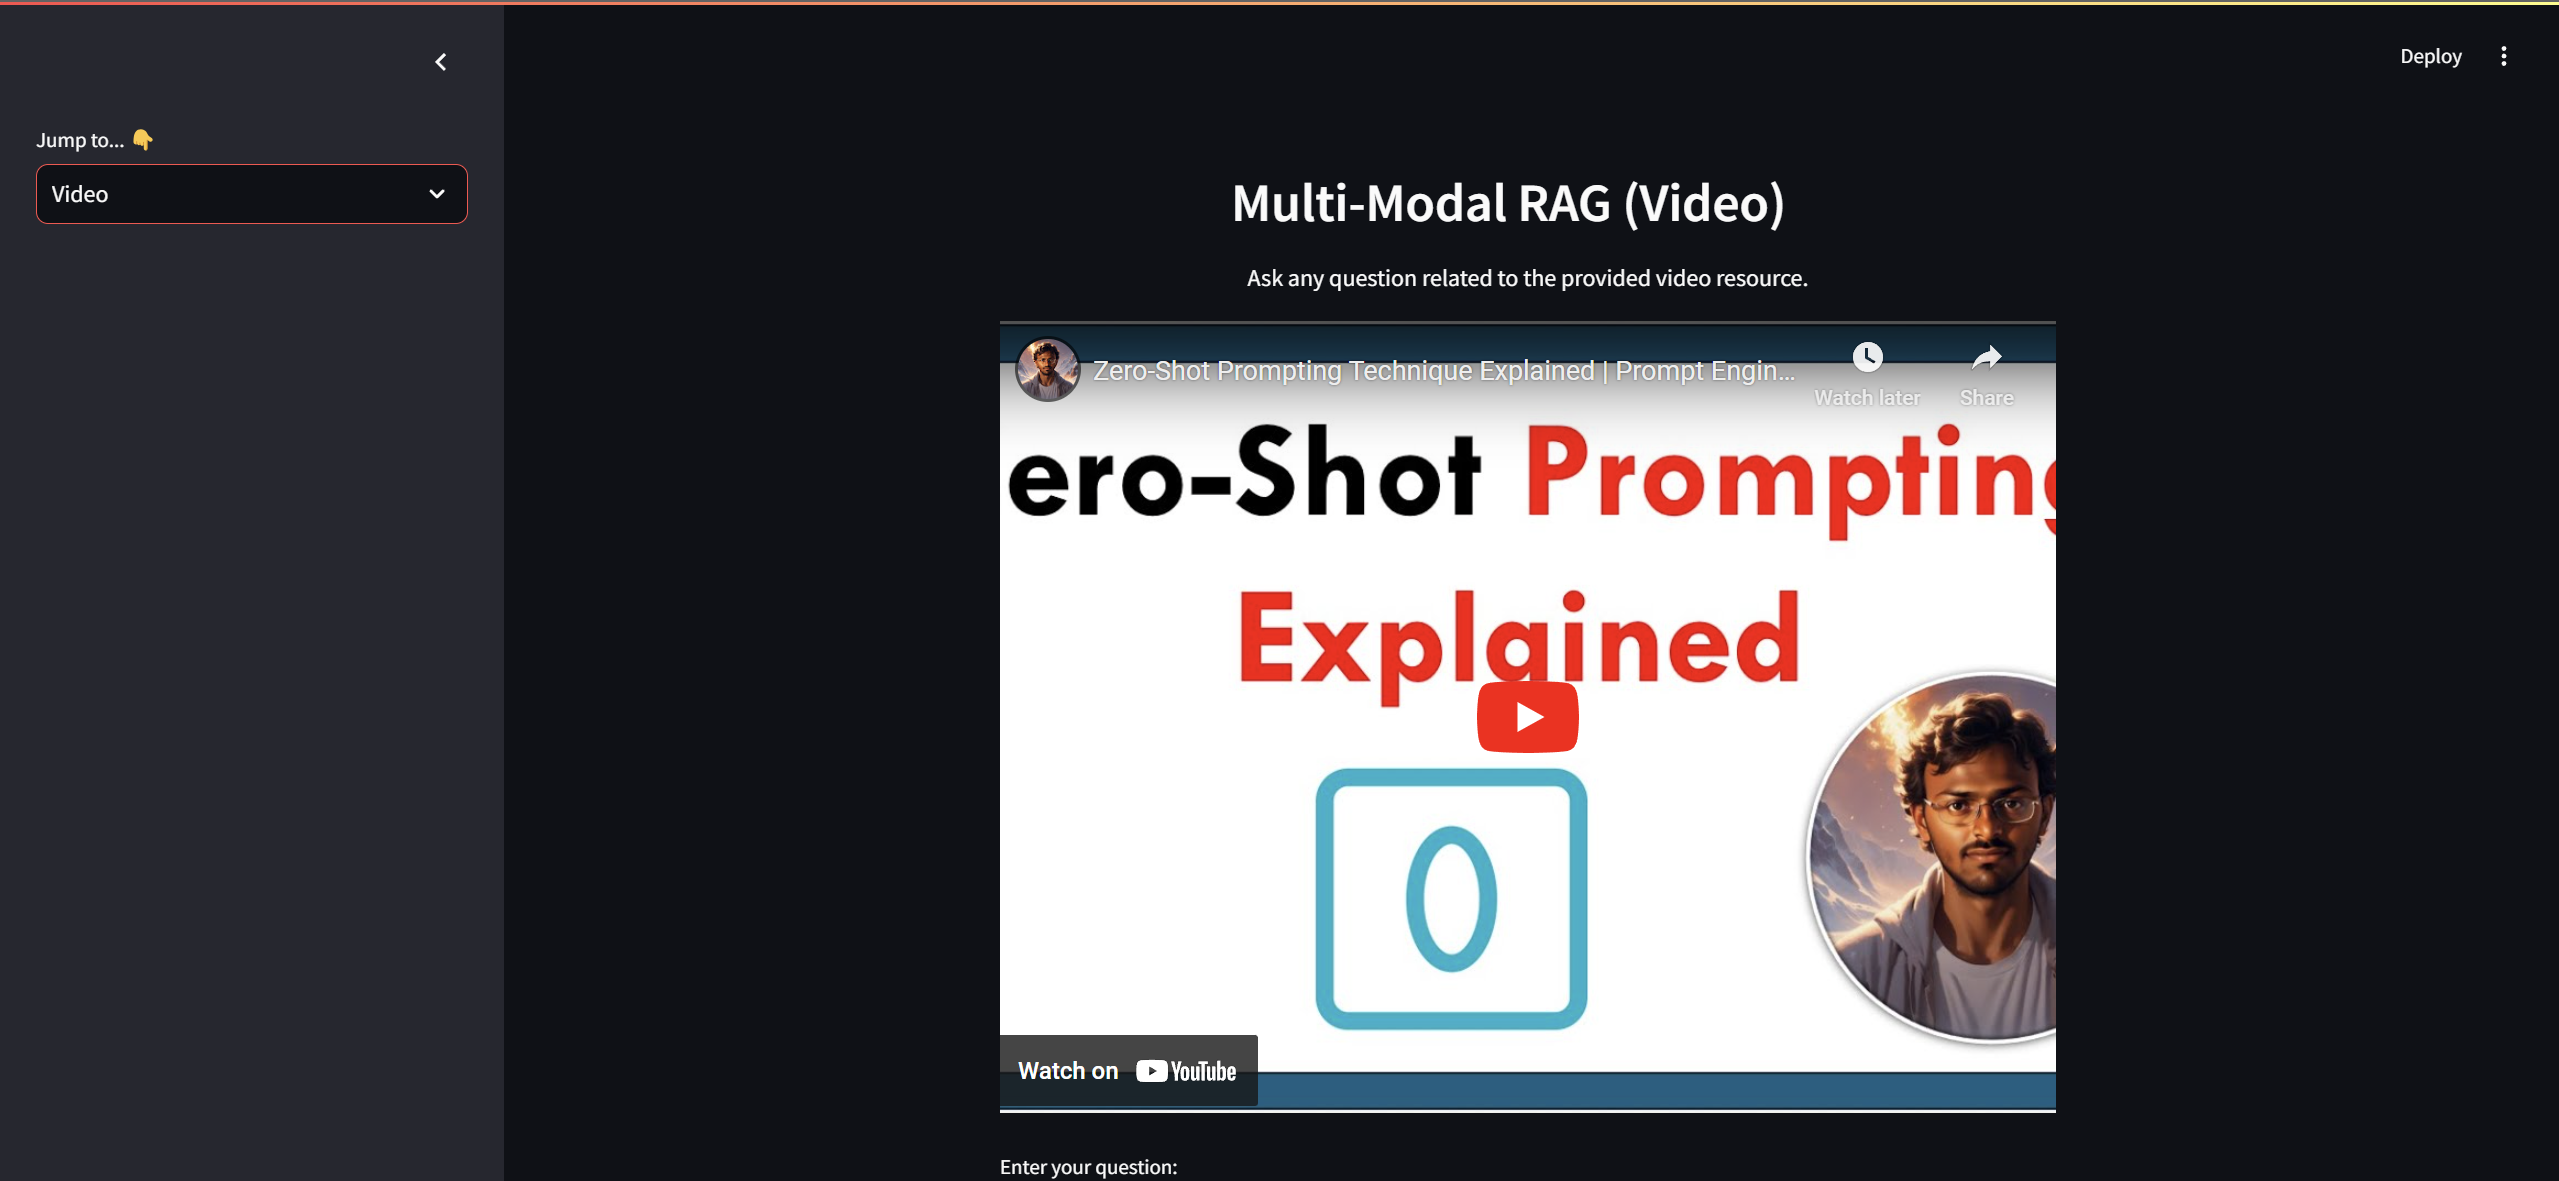 Deploy
Jump to... 👇
Video
Multi-Modal RAG (Video)
Ask any question related to the provided video resource.
Zero-Shot Prompting Technique Explained | Prompt Engin...
Watch later
Share
ero-Shot Prompting
Explained
0
Watch on YouTube
Enter your question: